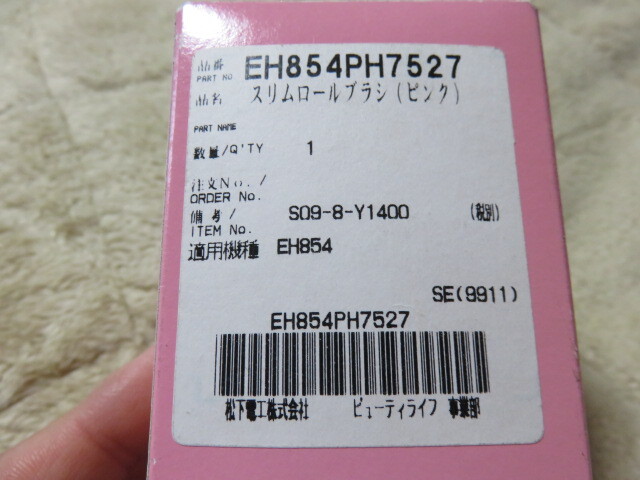 品番
PART NO EH854PH7527
品名 スリムロールブラシ(ピンク)
PART NAME
数量/Q'TY 1
注文No. /
ORDER No.
備考/ S09-8-Y1400 (税別)
ITEM No.
適用機種 EH854
SE(9911)
EH854PH7527
松下電工株式会社 ビューティライフ 事業部